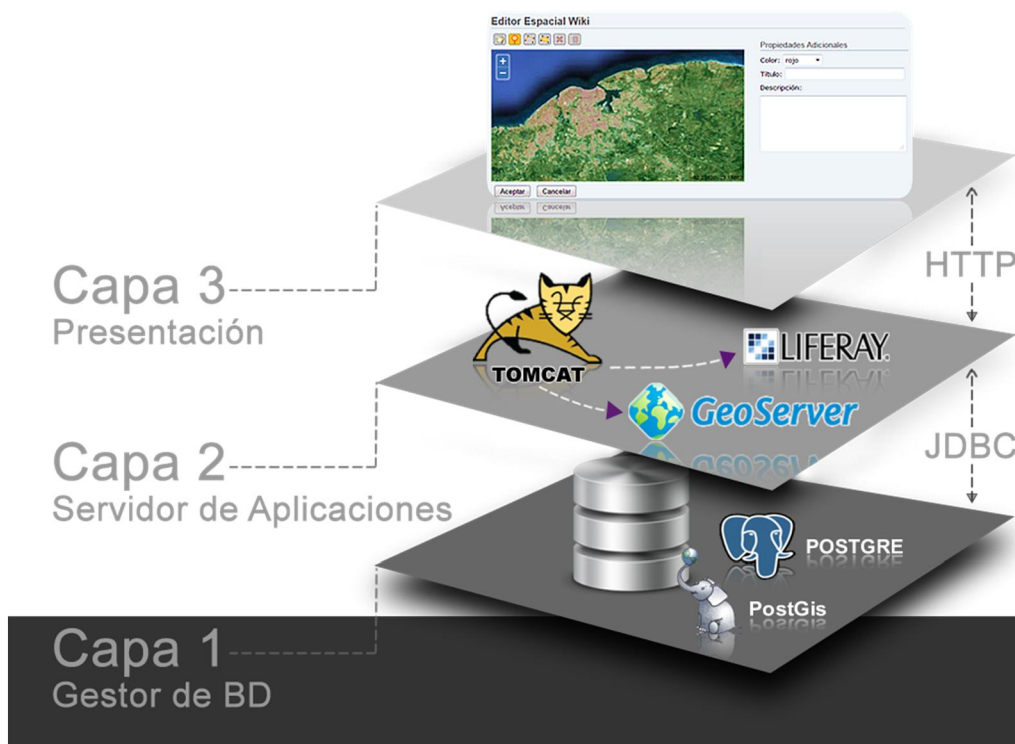 Editor Espacial Wiki
Propiedades Adicionales
Color: rojo
Título:
Descripción:
+
−
Aceptar Cancelar
HTTP
Capa 3
Presentación
TOMCAT
LIFERAY.
GeoServer
JDBC
Capa 2
Servidor de Aplicaciones
POSTGRE
PostGis
Capa 1
Gestor de BD